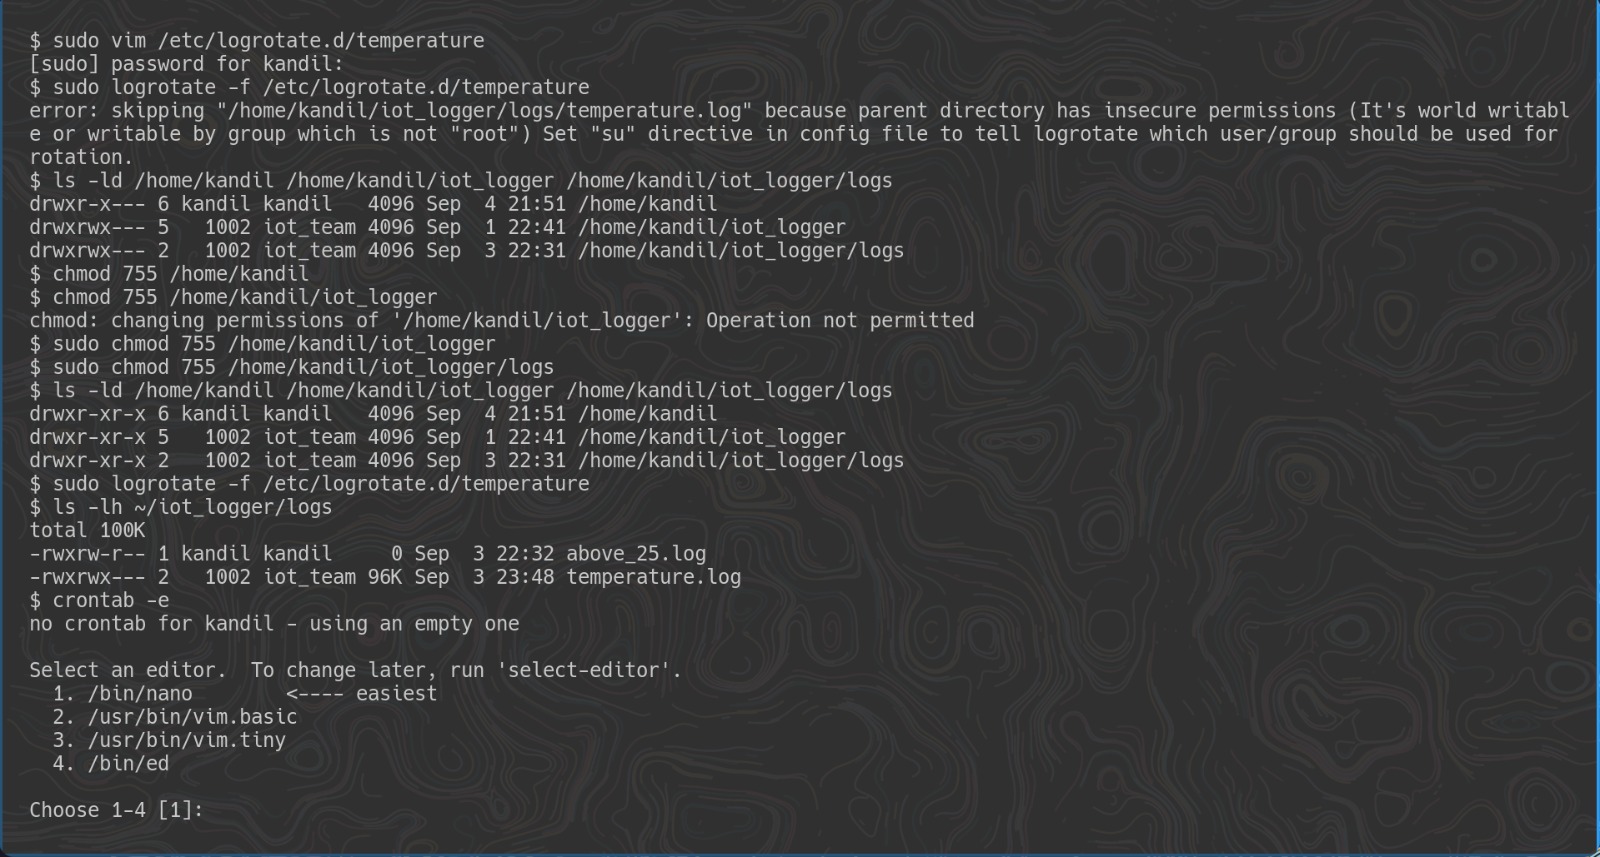 $ sudo vim /etc/logrotate.d/temperature
[sudo] password for kandil:
$ sudo logrotate -f /etc/logrotate.d/temperature
error: skipping "/home/kandil/iot_logger/logs/temperature.log" because parent directory has insecure permissions (It's world writabl
e or writable by group which is not "root") Set "su" directive in config file to tell logrotate which user/group should be used for
rotation.
$ ls -ld /home/kandil /home/kandil/iot_logger /home/kandil/iot_logger/logs
drwxr-x--- 6 kandil kandil   4096 Sep  4 21:51 /home/kandil
drwxrwx--- 5   1002 iot_team 4096 Sep  1 22:41 /home/kandil/iot_logger
drwxrwx--- 2   1002 iot_team 4096 Sep  3 22:31 /home/kandil/iot_logger/logs
$ chmod 755 /home/kandil
$ chmod 755 /home/kandil/iot_logger
chmod: changing permissions of '/home/kandil/iot_logger': Operation not permitted
$ sudo chmod 755 /home/kandil/iot_logger
$ sudo chmod 755 /home/kandil/iot_logger/logs
$ ls -ld /home/kandil /home/kandil/iot_logger /home/kandil/iot_logger/logs
drwxr-xr-x 6 kandil kandil   4096 Sep  4 21:51 /home/kandil
drwxr-xr-x 5   1002 iot_team 4096 Sep  1 22:41 /home/kandil/iot_logger
drwxr-xr-x 2   1002 iot_team 4096 Sep  3 22:31 /home/kandil/iot_logger/logs
$ sudo logrotate -f /etc/logrotate.d/temperature
$ ls -lh ~/iot_logger/logs
total 100K
-rwxrw-r-- 1 kandil kandil     0 Sep  3 22:32 above_25.log
-rwxrwx--- 2   1002 iot_team 96K Sep  3 23:48 temperature.log
$ crontab -e
no crontab for kandil - using an empty one

Select an editor.  To change later, run 'select-editor'.
  1. /bin/nano        <---- easiest
  2. /usr/bin/vim.basic
  3. /usr/bin/vim.tiny
  4. /bin/ed

Choose 1-4 [1]: